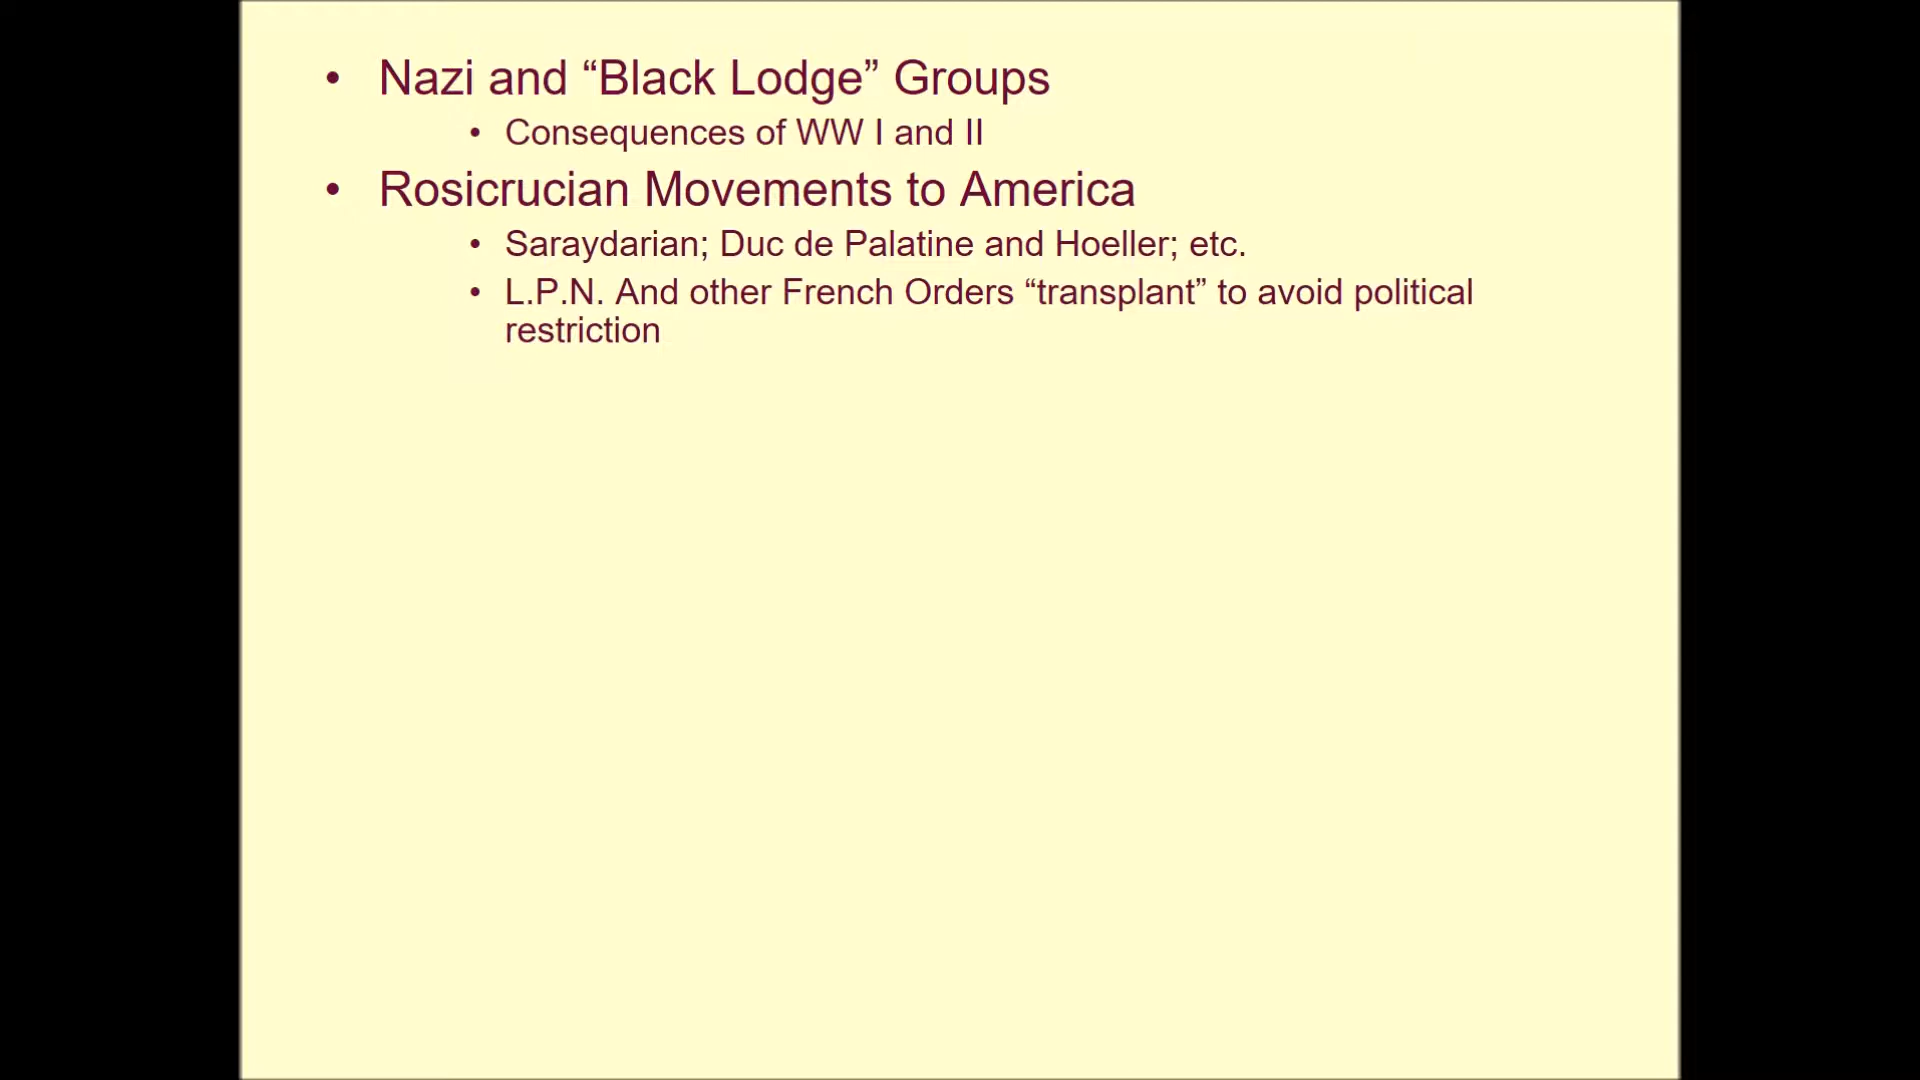 • Nazi and “Black Lodge” Groups
• Consequences of WW I and II
• Rosicrucian Movements to America
• Saraydarian; Duc de Palatine and Hoeller; etc.
• L.P.N. And other French Orders “transplant” to avoid political
restriction